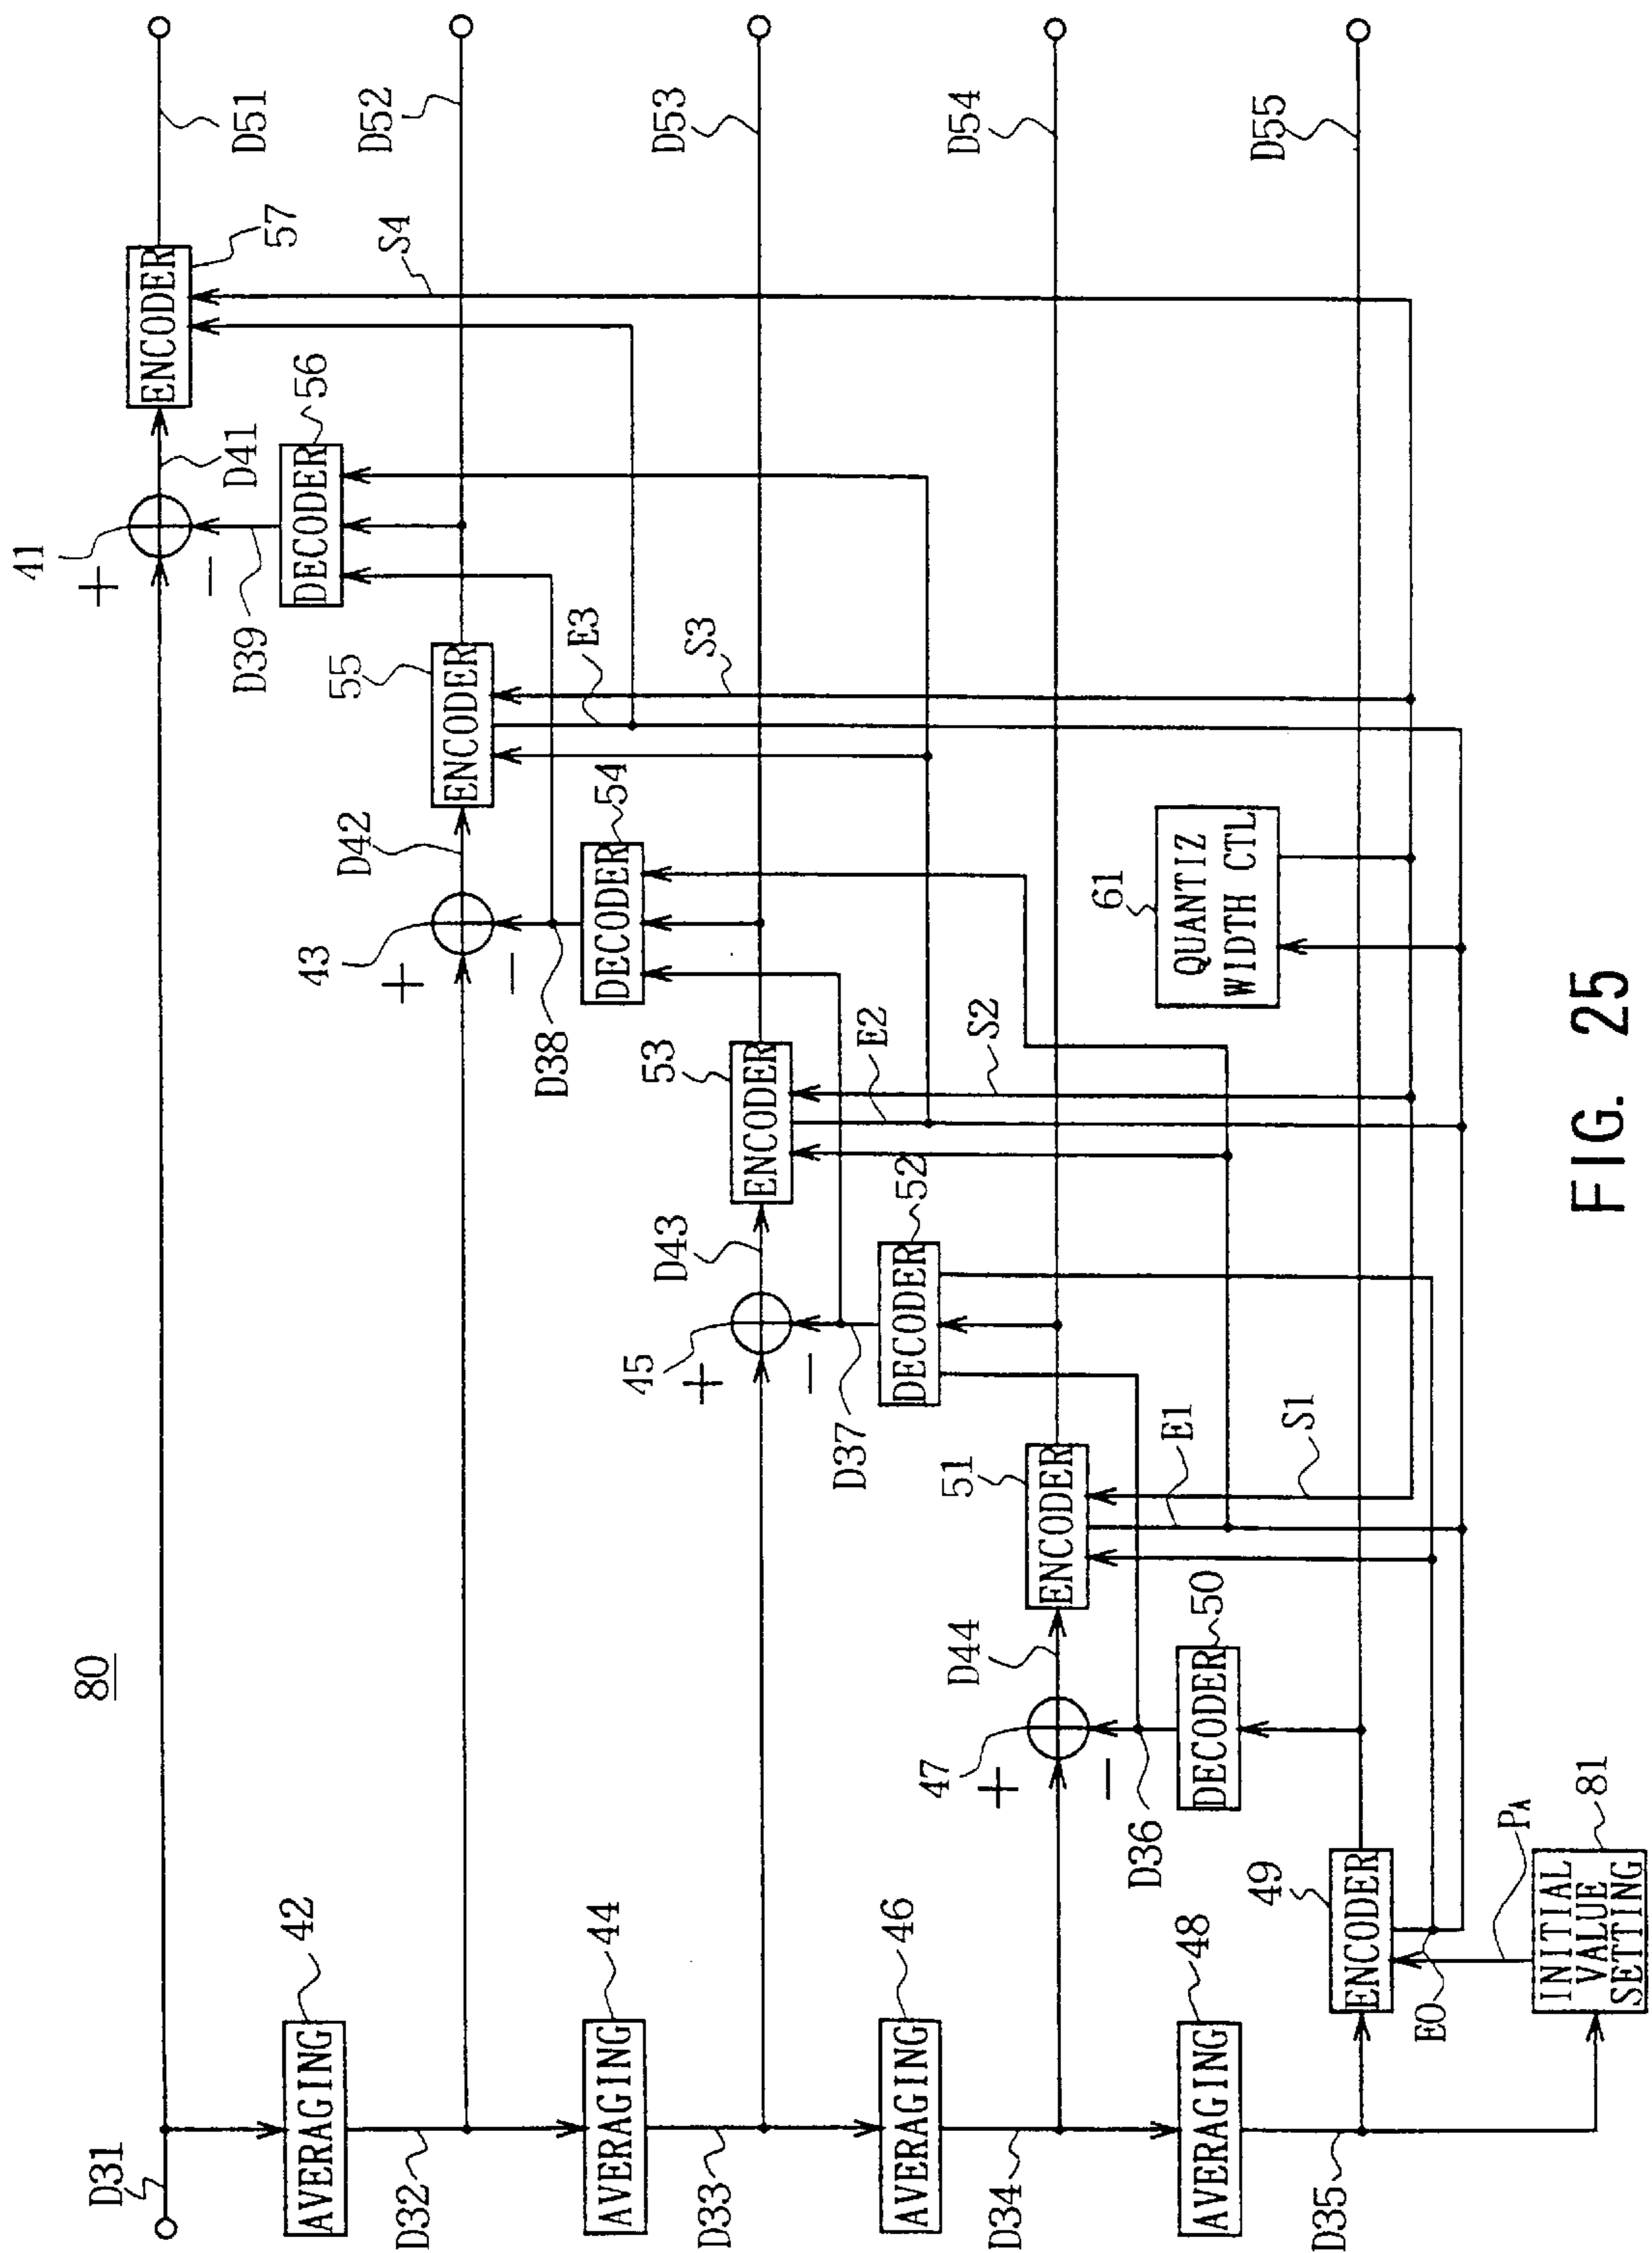 80
D31
41
+
−
D41
ENCODER
57
D51
AVERAGING
42
D39
DECODER
56
S4
D32
43
+
−
D42
ENCODER
55
D52
AVERAGING
44
D38
DECODER
54
E3
S3
D33
45
+
−
D43
ENCODER
53
D53
AVERAGING
46
D37
DECODER
52
E2
S2
D34
47
+
−
D44
ENCODER
51
D54
AVERAGING
48
D36
DECODER
50
E1
S1
QUANTIZ
WIDTH CTL
61
D35
ENCODER
49
D55
E0
PA
INITIAL
VALUE
SETTING
81
FIG. 25